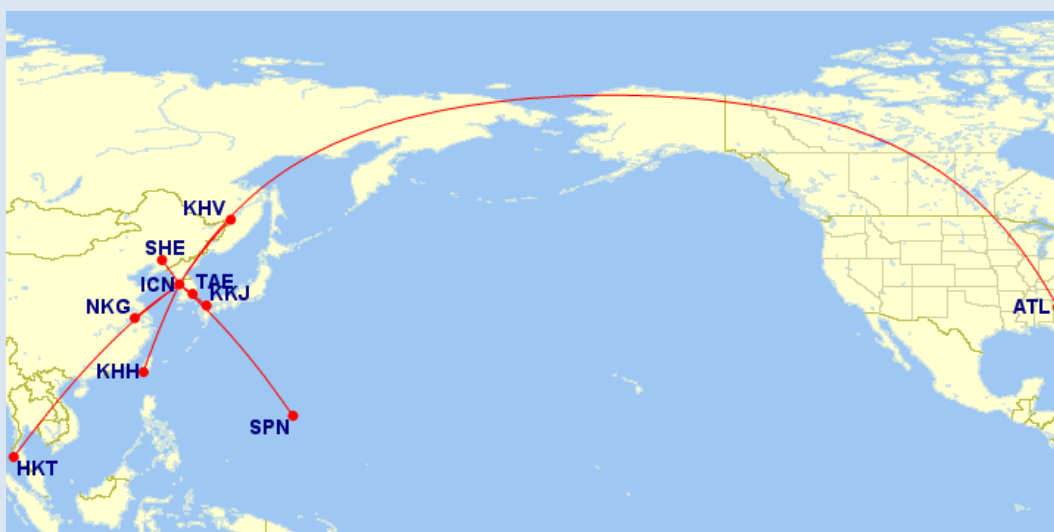 KHV
SHE
ICN
TAE
KKJ
NKG
ATL
KHH
SPN
HKT